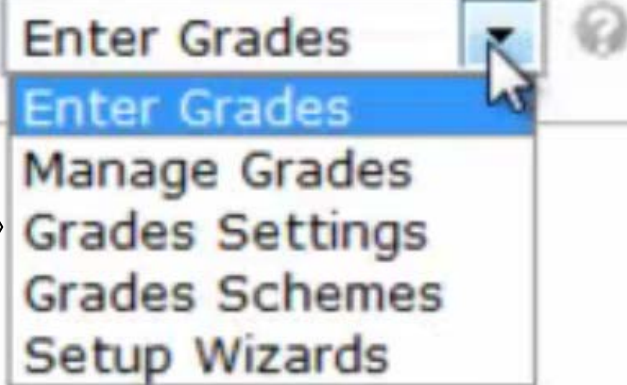 Enter Grades
Enter Grades
Manage Grades
Grades Settings
Grades Schemes
Setup Wizards